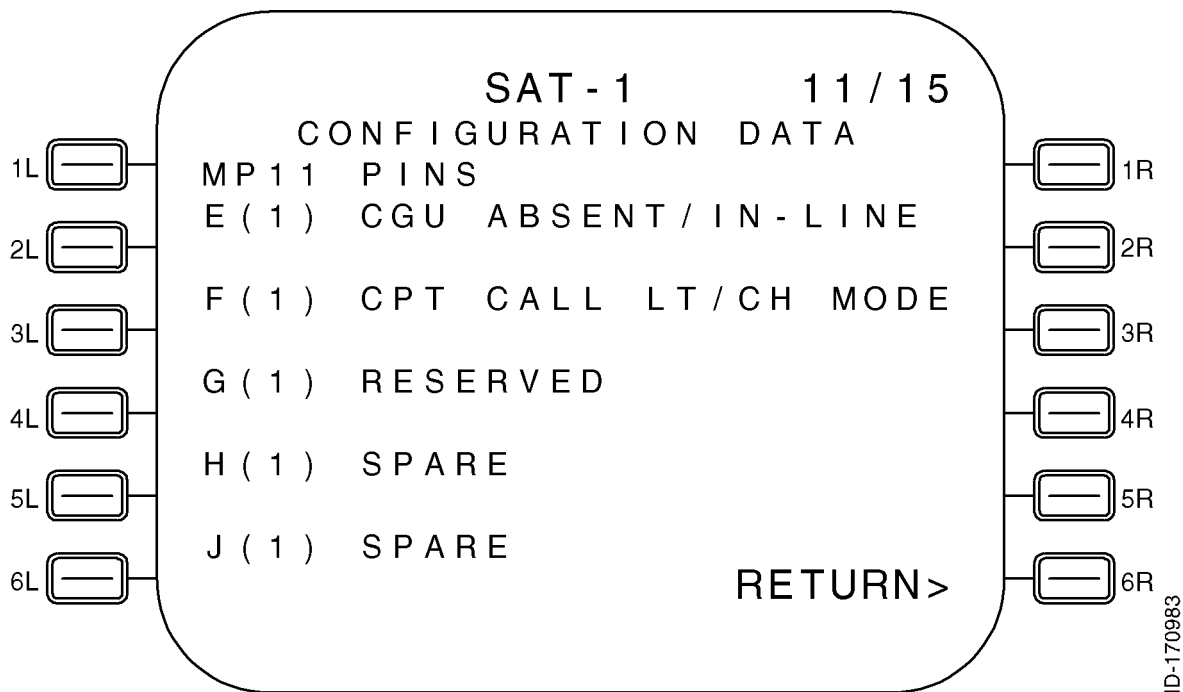 SAT-1 11/15
CONFIGURATION DATA
1L 1R
MP11 PINS
E(1) CGU ABSENT/IN-LINE
2L 2R
F(1) CPT CALL LT/CH MODE
3L 3R
G(1) RESERVED
4L 4R
H(1) SPARE
5L 5R
J(1) SPARE
6L RETURN> 6R
ID-170983